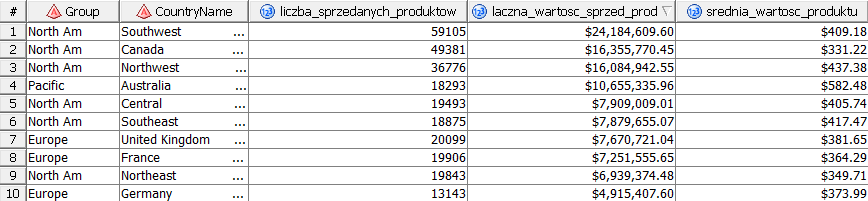 # Group CountryName liczba_sprzedanych_produktow laczna_wartosc_sprzed_prod srednia_wartosc_produktu
1 North Am Southwest ... 59105 $24,184,609.60 $409.18
2 North Am Canada ... 49381 $16,355,770.45 $331.22
3 North Am Northwest ... 36776 $16,084,942.55 $437.38
4 Pacific Australia ... 18293 $10,655,335.96 $582.48
5 North Am Central ... 19493 $7,909,009.01 $405.74
6 North Am Southeast ... 18875 $7,879,655.07 $417.47
7 Europe United Kingdom ... 20099 $7,670,721.04 $381.65
8 Europe France ... 19906 $7,251,555.65 $364.29
9 North Am Northeast ... 19843 $6,939,374.48 $349.71
10 Europe Germany ... 13143 $4,915,407.60 $373.99